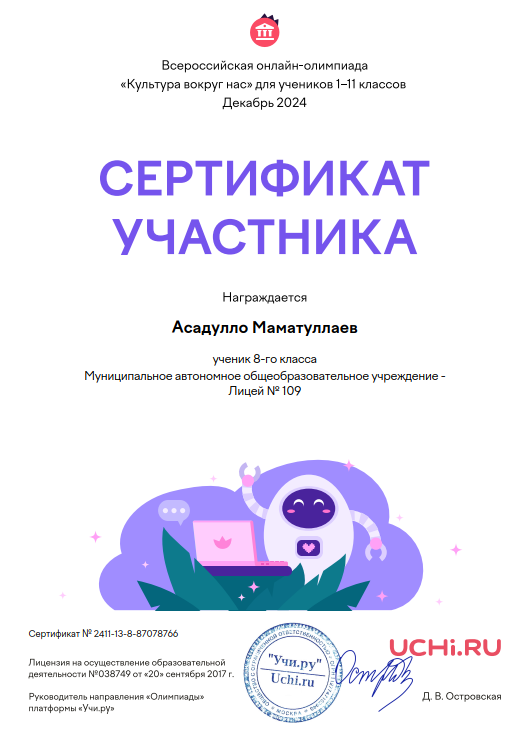 Всероссийская онлайн-олимпиада
«Культура вокруг нас» для учеников 1–11 классов
Декабрь 2024
СЕРТИФИКАТ
УЧАСТНИКА
Награждается
Асадулло Маматуллаев
ученик 8-го класса
Муниципальное автономное общеобразовательное учреждение -
Лицей № 109
Сертификат № 2411-13-8-87078766
UCHi.RU
Лицензия на осуществление образовательной
деятельности №038749 от «20» сентября 2017 г.
"Учи.ру"
Uchi.ru
Руководитель направления «Олимпиады»
платформы «Учи.ру»
Д. В. Островская